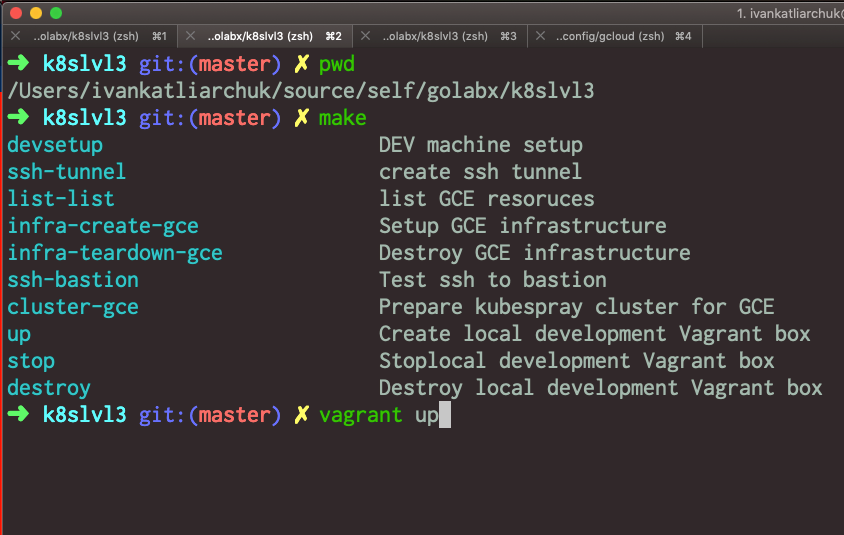 1. ivankatliarchuk@
..olabx/k8slvl3 (zsh) ⌘1 ..olabx/k8slvl3 (zsh) ⌘2 ..olabx/k8slvl3 (zsh) ⌘3 ..config/gcloud (zsh) ⌘4
➜ k8slvl3 git:(master) ✗ pwd
/Users/ivankatliarchuk/source/self/golabx/k8slvl3
➜ k8slvl3 git:(master) ✗ make
devsetup DEV machine setup
ssh-tunnel create ssh tunnel
list-list list GCE resoruces
infra-create-gce Setup GCE infrastructure
infra-teardown-gce Destroy GCE infrastructure
ssh-bastion Test ssh to bastion
cluster-gce Prepare kubespray cluster for GCE
up Create local development Vagrant box
stop Stoplocal development Vagrant box
destroy Destroy local development Vagrant box
➜ k8slvl3 git:(master) ✗ vagrant up